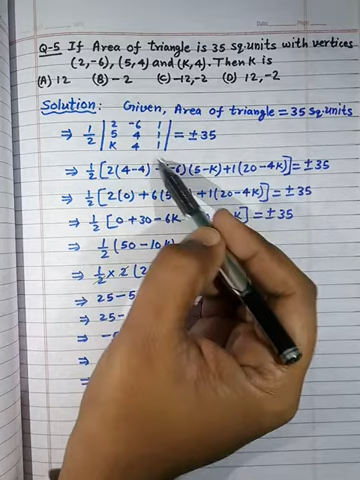 Q-5 If Area of triangle is 35 sq.units with vertices
(2,-6), (5,4) and (K,4). Then K is
(A) 12 (B) -2 (C) -12,-2 (D) 12,-2
Solution: Given, Area of triangle = 35 sq units
⇒ 1/2 | 2 -6 1 |
| 5 4 1 | = ±35
| K 4 1 |
⇒ 1/2 [2(4-4) -6)(5-K)+1(20-4K)] = ±35
⇒ 1/2 [2(0)+6(5 +1(20-4K)] = ±35
⇒ 1/2 [0+30-6K K] = ±35
⇒ 1/2 (50-10K)
⇒ 1/2 × 2 (2
⇒ 25-5
⇒ 25-
⇒
⇒